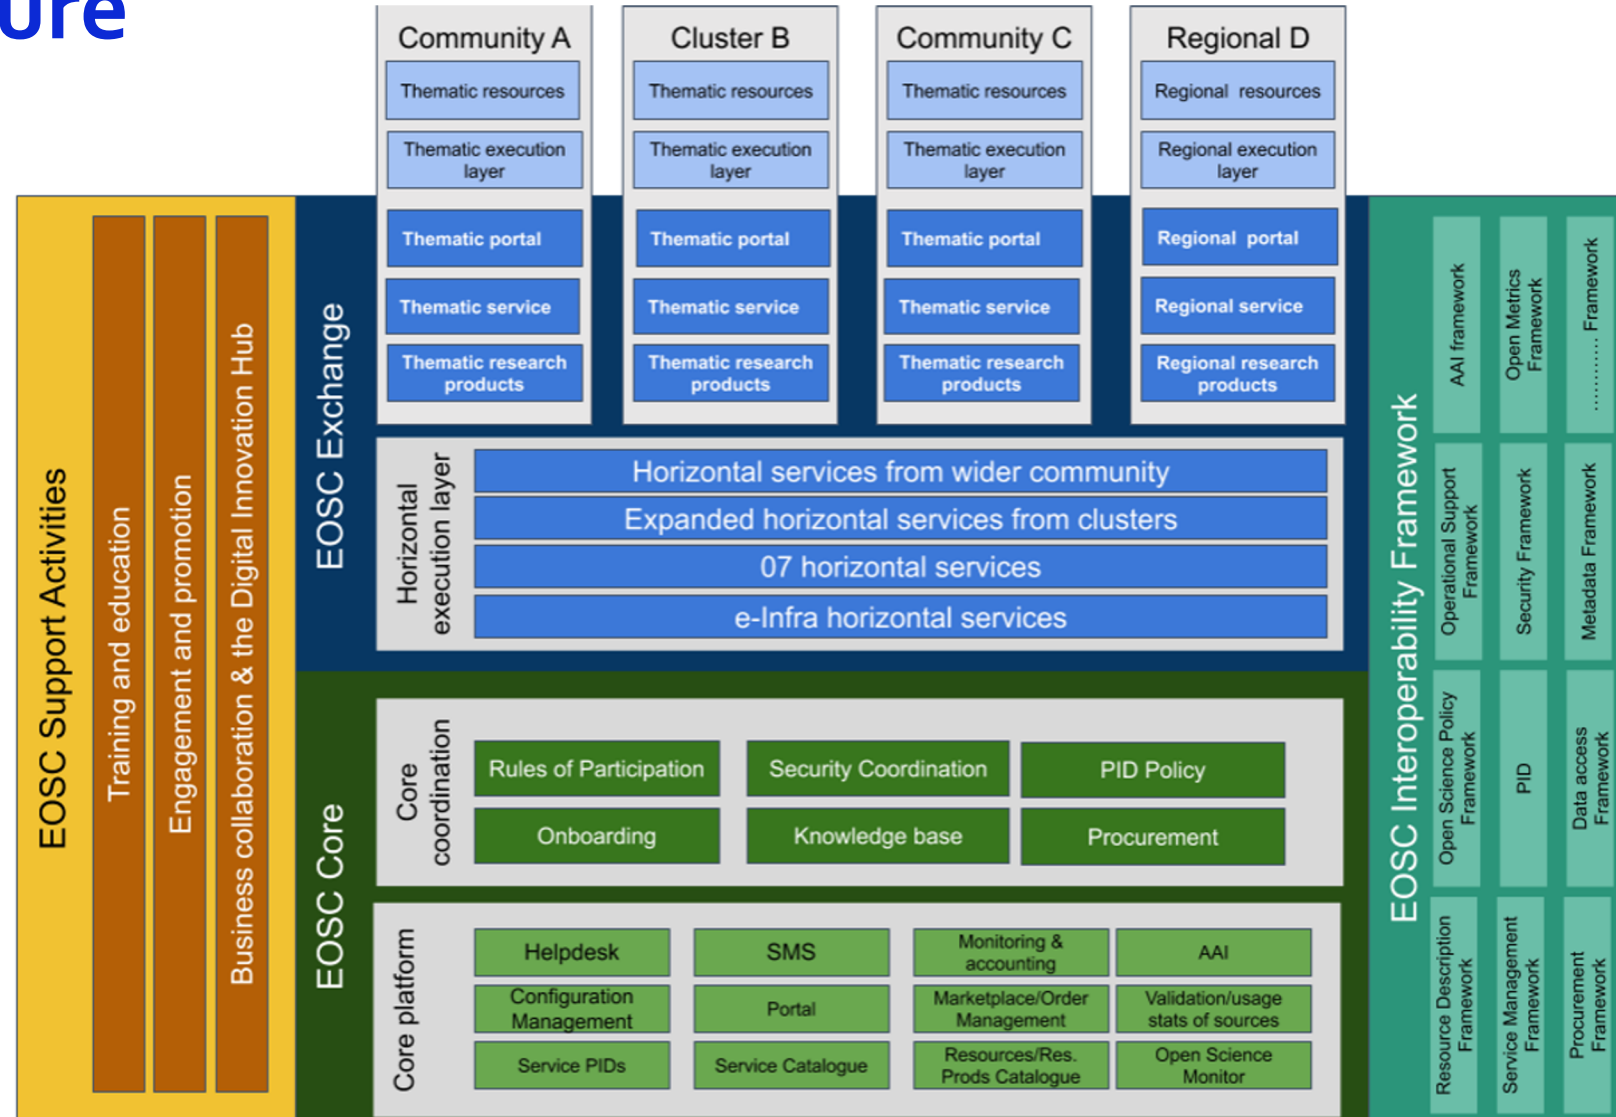 ure
Community A
Thematic resources
Thematic execution
layer
Thematic portal
Thematic service
Thematic research
products
Cluster B
Thematic resources
Thematic execution
layer
Thematic portal
Thematic service
Thematic research
products
Community C
Thematic resources
Thematic execution
layer
Thematic portal
Thematic service
Thematic research
products
Regional D
Regional resources
Regional execution
layer
Regional portal
Regional service
Regional research
products
EOSC Support Activities
Training and education
Engagement and promotion
Business collaboration & the Digital Innovation Hub
EOSC Exchange
Horizontal
execution layer
Horizontal services from wider community
Expanded horizontal services from clusters
07 horizontal services
e-Infra horizontal services
EOSC Core
Core
coordination
Rules of Participation
Security Coordination
PID Policy
Onboarding
Knowledge base
Procurement
Core platform
Helpdesk
SMS
Monitoring &
accounting
AAI
Configuration
Management
Portal
Marketplace/Order
Management
Validation/usage
stats of sources
Service PIDs
Service Catalogue
Resources/Res.
Prods Catalogue
Open Science
Monitor
EOSC Interoperability Framework
AAI framework
Open Metrics
Framework
........... Framework
Operational Support
Framework
Security Framework
Metadata Framework
Open Science Policy
Framework
PID
Data access
Framework
Resource Description
Framework
Service Management
Framework
Procurement
Framework